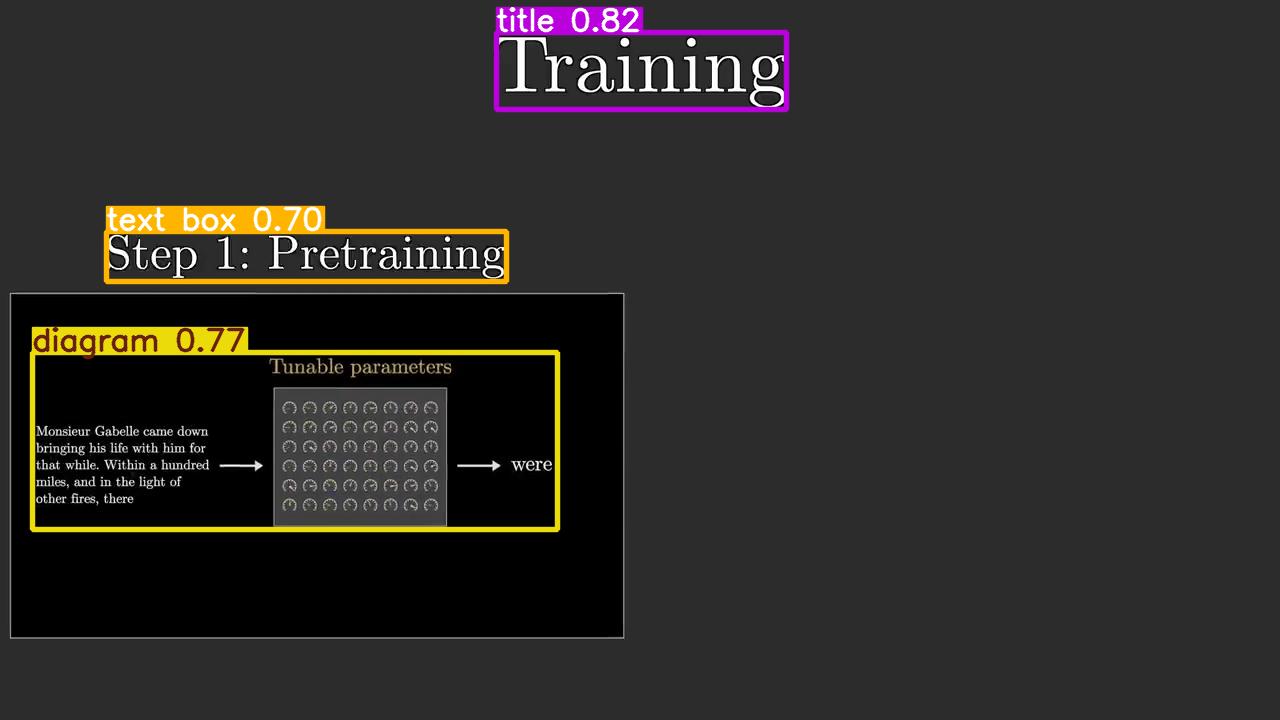 title 0.82
Training
text box 0.70
Step 1: Pretraining
diagram 0.77
Tunable parameters
Monsieur Gabelle came down
bringing his life with him for
that while. Within a hundred
miles, and in the light of
other fires, there
were